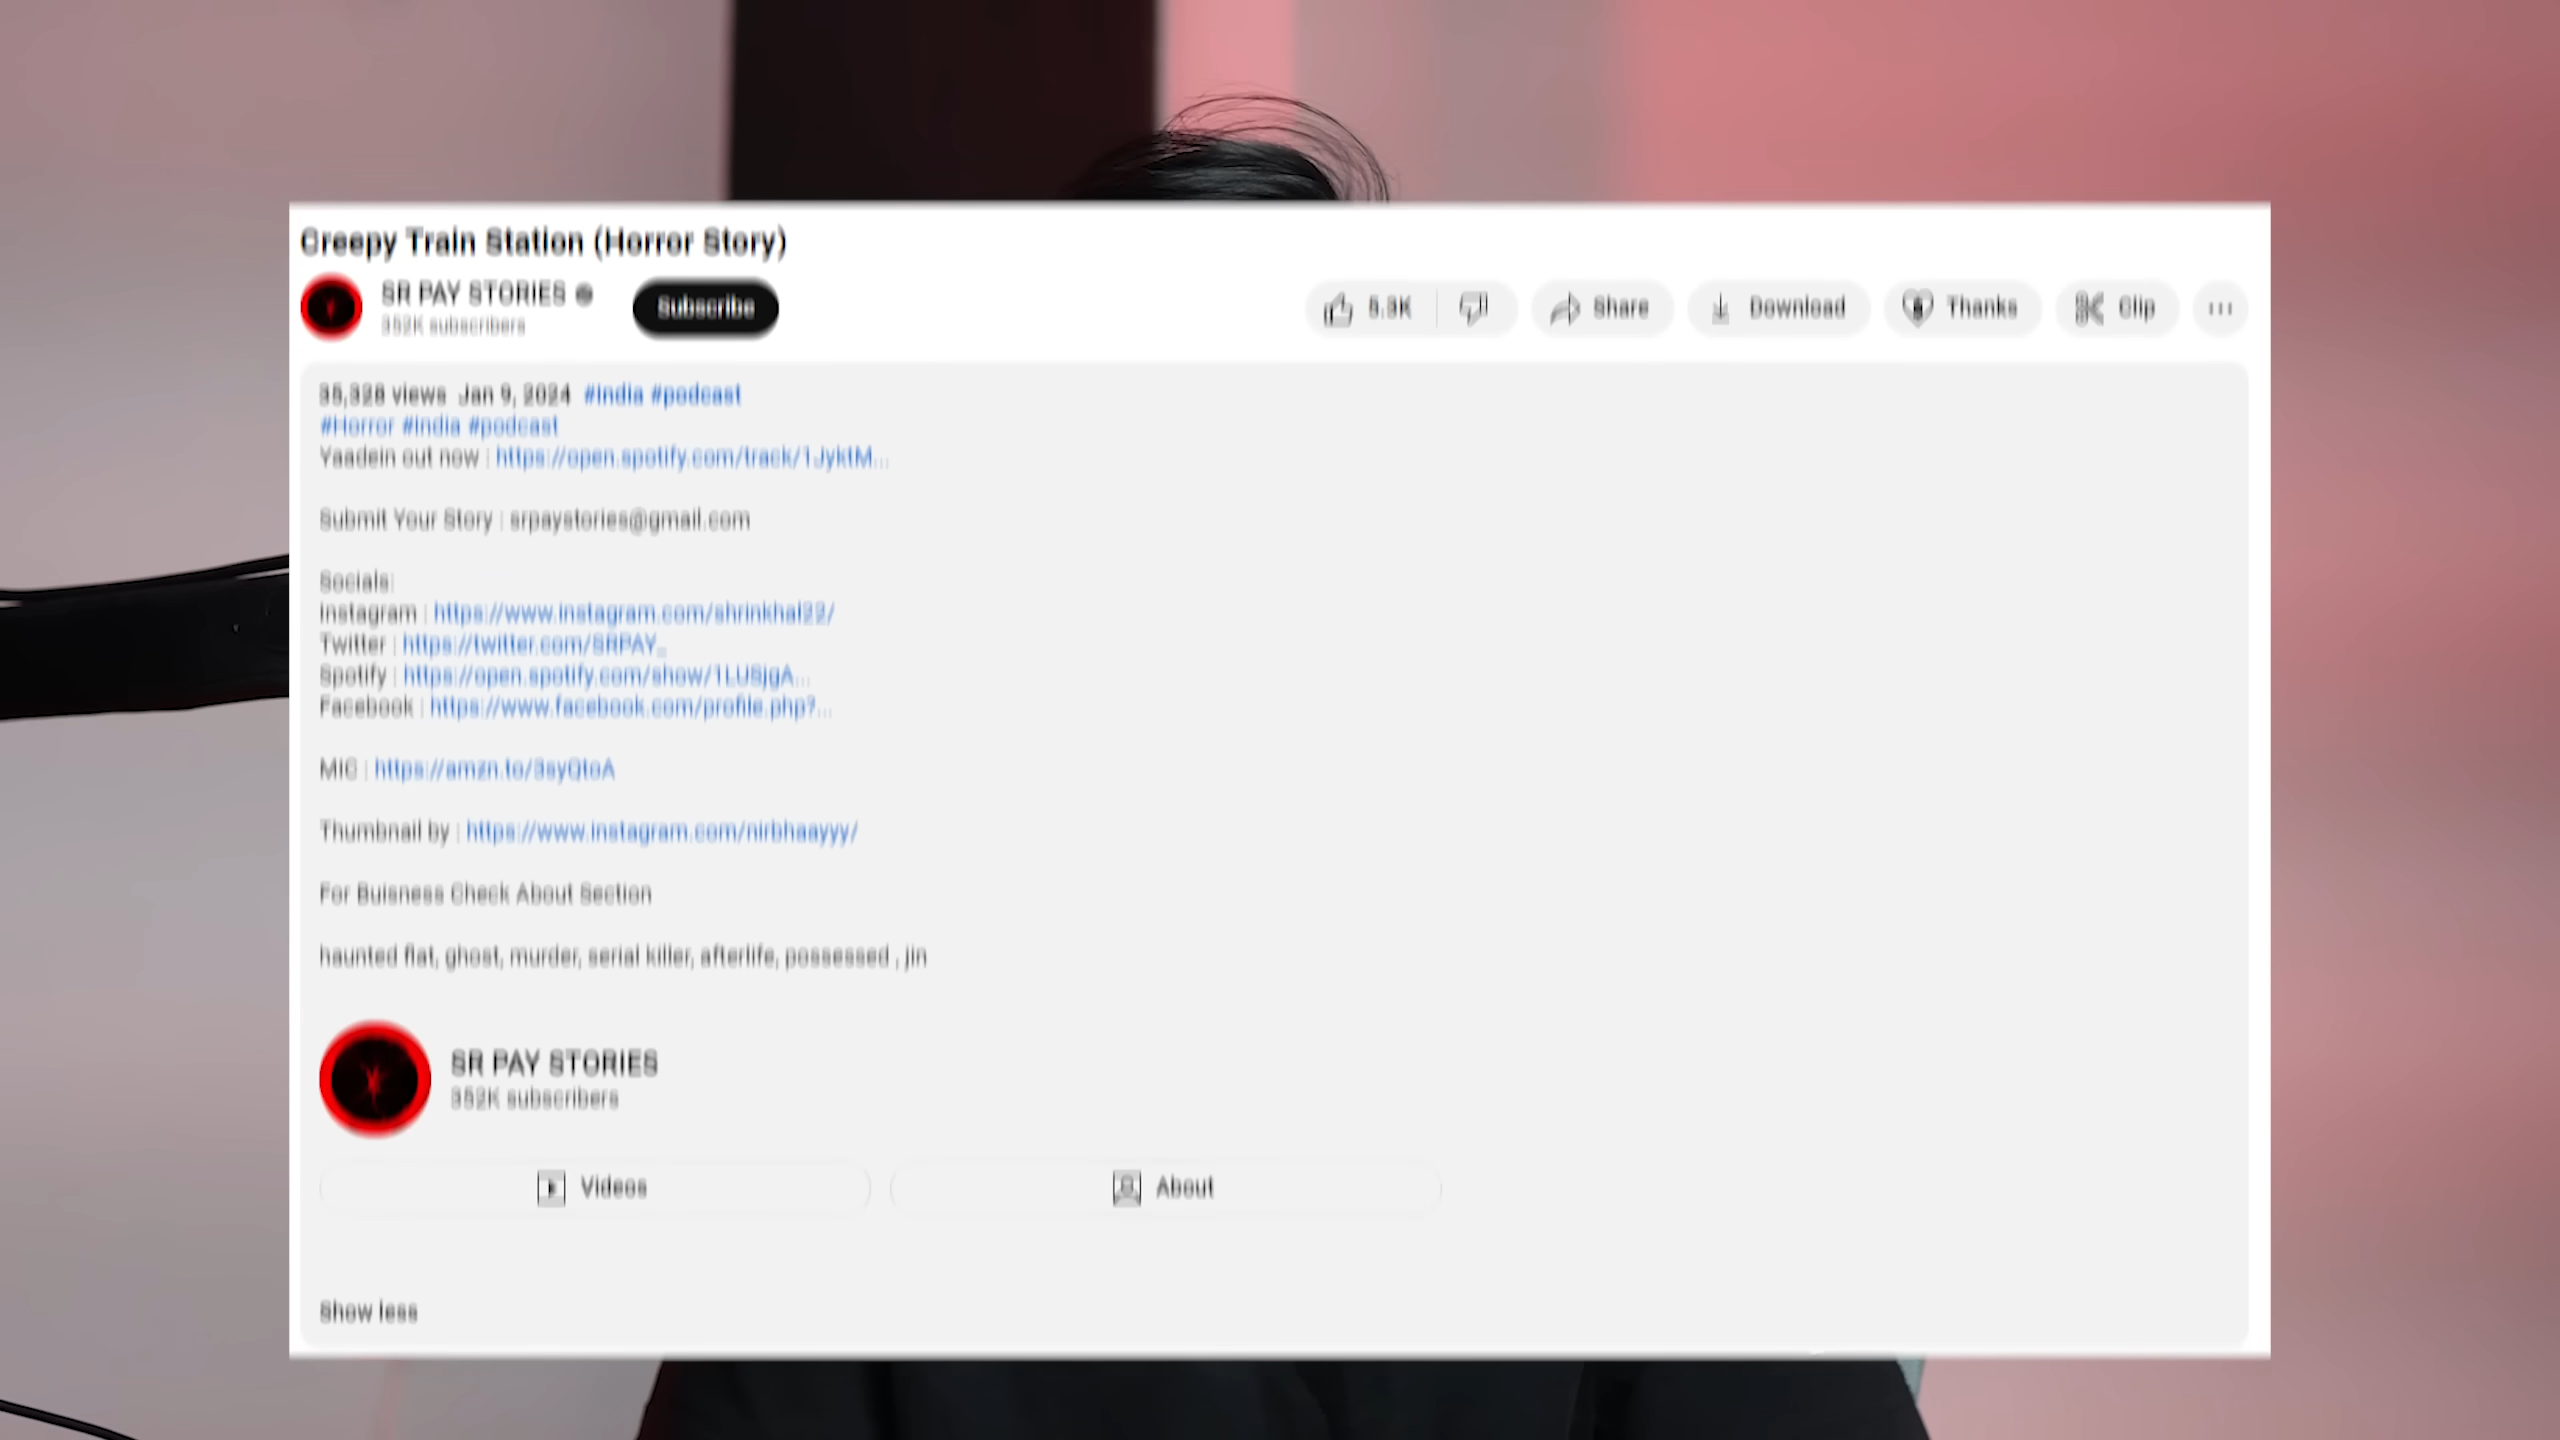 Creepy Train Station (Horror Story)
SR PAY STORIES
352K subscribers
Subscribe
5.3K
Share
Download
Thanks
Clip
35,328 views Jan 9, 2024 #India #podcast
#Horror #India #podcast
Yaadein out now : https://open.spotify.com/track/1JyktM...
Submit Your Story : srpaystories@gmail.com
Socials:
Instagram : https://www.instagram.com/shrinkhal22/
Twitter : https://twitter.com/SRPAY_
Spotify : https://open.spotify.com/show/1LUSjgA...
Facebook : https://www.facebook.com/profile.php?...
MIC : https://amzn.to/3syQtoA
Thumbnail by : https://www.instagram.com/nirbhaayyy/
For Buisness Check About Section
haunted flat, ghost, murder, serial killer, afterlife, possessed , jin
SR PAY STORIES
352K subscribers
Videos
About
Show less